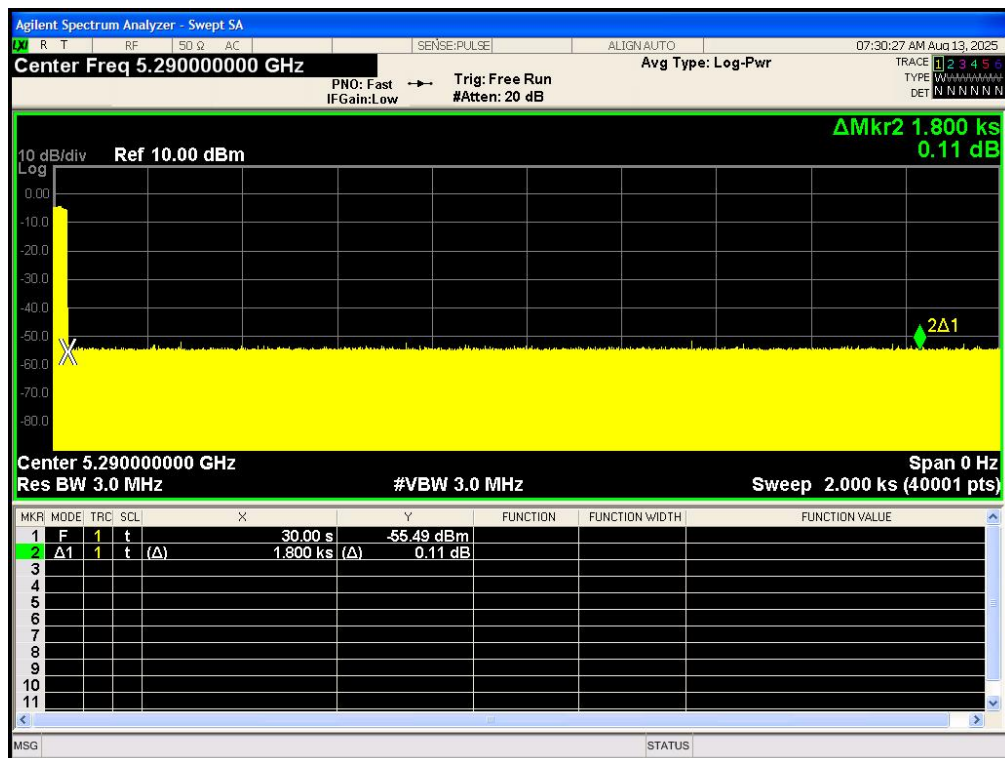 Agilent Spectrum Analyzer - Swept SA
LXI R T RF 50 Ω AC SENSE:PULSE ALIGN AUTO 07:30:27 AM Aug 13, 2025
Center Freq 5.290000000 GHz
Avg Type: Log-Pwr
TRACE 1 2 3 4 5 6
TYPE
DET N N N N N N
PNO: Fast
IFGain:Low
Trig: Free Run
#Atten: 20 dB
ΔMkr2 1.800 ks
0.11 dB
10 dB/div Ref 10.00 dBm
Log
0.00
-10.0
-20.0
-30.0
-40.0
-50.0
-60.0
-70.0
-80.0
X
2Δ1
Center 5.290000000 GHz Span 0 Hz
Res BW 3.0 MHz #VBW 3.0 MHz Sweep 2.000 ks (40001 pts)
MKR MODE TRC SCL X Y FUNCTION FUNCTION WIDTH FUNCTION VALUE
1 F 1 t 30.00 s -55.49 dBm
2 Δ1 1 t (Δ) 1.800 ks (Δ) 0.11 dB
3
4
5
6
7
8
9
10
11
MSG STATUS